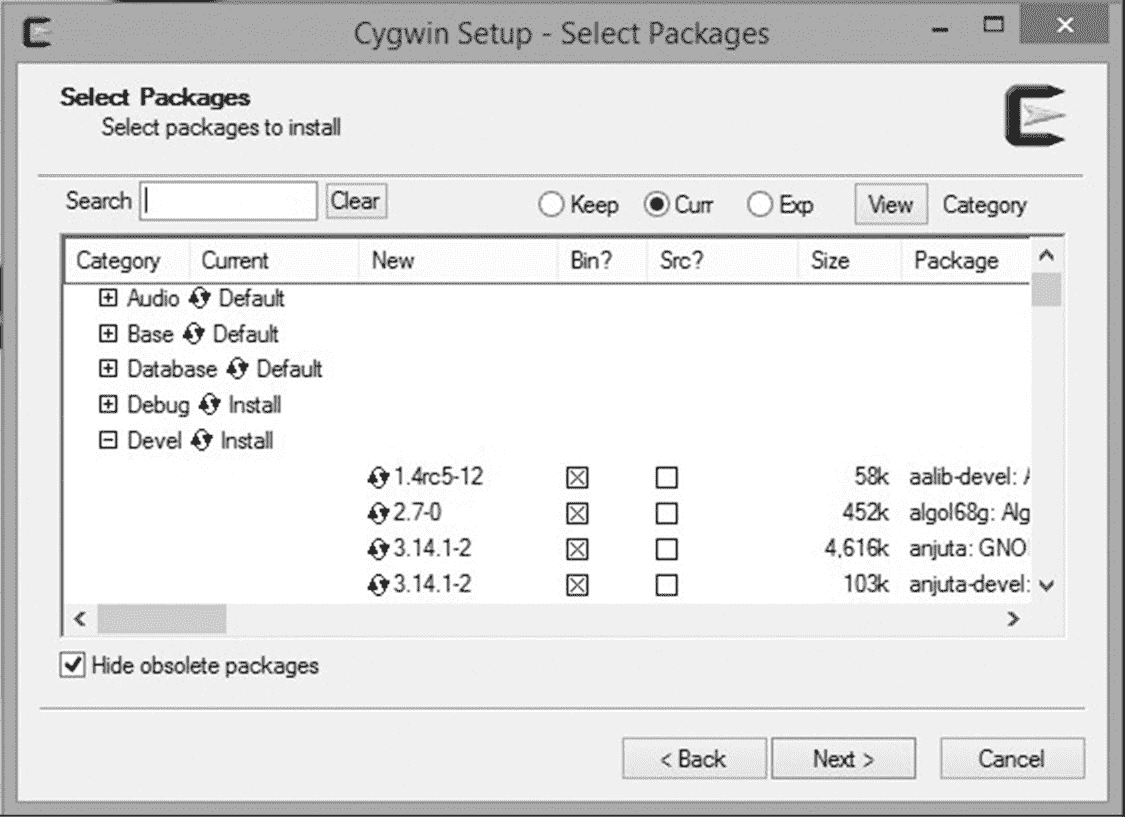 Cygwin Setup - Select Packages
Select Packages
Select packages to install
Search Clear Keep Curr Exp View Category
Category Current New Bin? Src? Size Package
Audio Default
Base Default
Database Default
Debug Install
Devel Install
1.4rc5-12 58k aalib-devel: A
2.7-0 452k algol68g: Alg
3.14.1-2 4,616k anjuta: GNO
3.14.1-2 103k anjuta-devel:
Hide obsolete packages
< Back Next > Cancel